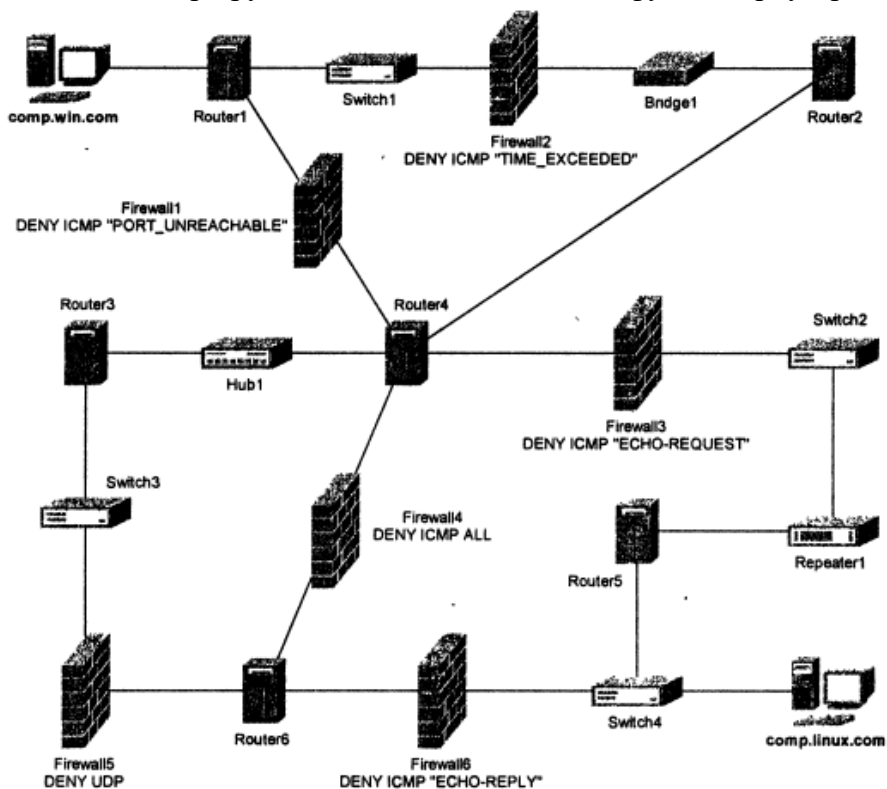 comp.win.com
Router1
Switch1
Firewall2
DENY ICMP "TIME_EXCEEDED"
Bridge1
Router2
Firewall1
DENY ICMP "PORT_UNREACHABLE"
Router3
Hub1
Router4
Firewall3
DENY ICMP "ECHO-REQUEST"
Switch2
Switch3
Firewall4
DENY ICMP ALL
Router5
Repeater1
Firewall5
DENY UDP
Router6
Firewall6
DENY ICMP "ECHO-REPLY"
Switch4
comp.linux.com